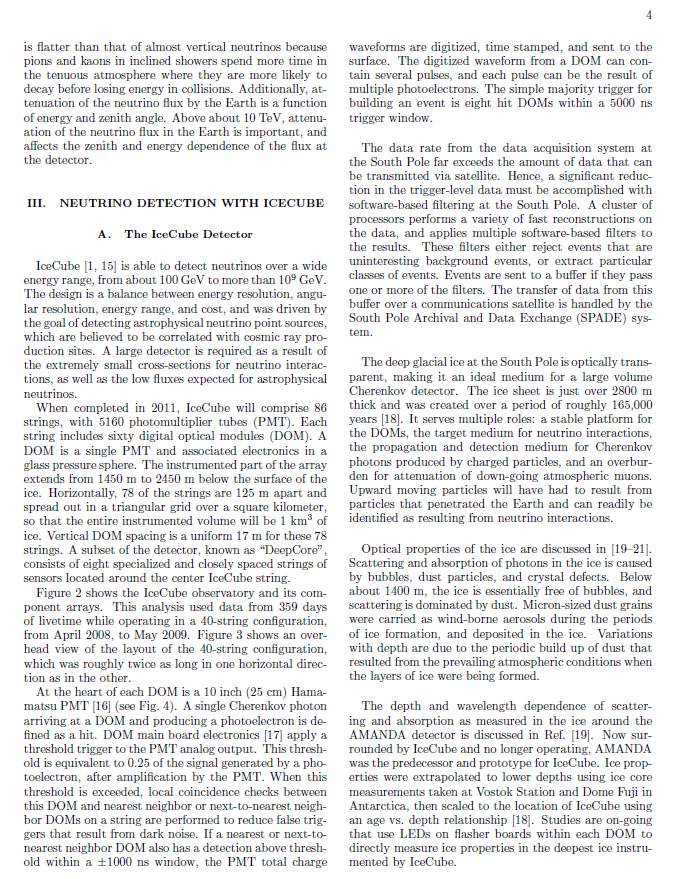 4
is flatter than that of almost vertical neutrinos because
pions and kaons in inclined showers spend more time in
the tenuous atmosphere where they are more likely to
decay before losing energy in collisions. Additionally, at-
tenuation of the neutrino flux by the Earth is a function
of energy and zenith angle. Above about 10 TeV, attenu-
ation of the neutrino flux in the Earth is important, and
affects the zenith and energy dependence of the flux at
the detector.
III. NEUTRINO DETECTION WITH ICECUBE
A. The IceCube Detector
IceCube [1, 15] is able to detect neutrinos over a wide
energy range, from about 100 GeV to more than 10⁹ GeV.
The design is a balance between energy resolution, angu-
lar resolution, energy range, and cost, and was driven by
the goal of detecting astrophysical neutrino point sources,
which are believed to be correlated with cosmic ray pro-
duction sites. A large detector is required as a result of
the extremely small cross-sections for neutrino interac-
tions, as well as the low fluxes expected for astrophysical
neutrinos.
When completed in 2011, IceCube will comprise 86
strings, with 5160 photomultiplier tubes (PMT). Each
string includes sixty digital optical modules (DOM). A
DOM is a single PMT and associated electronics in a
glass pressure sphere. The instrumented part of the array
extends from 1450 m to 2450 m below the surface of the
ice. Horizontally, 78 of the strings are 125 m apart and
spread out in a triangular grid over a square kilometer,
so that the entire instrumented volume will be 1 km³ of
ice. Vertical DOM spacing is a uniform 17 m for these 78
strings. A subset of the detector, known as “DeepCore”,
consists of eight specialized and closely spaced strings of
sensors located around the center IceCube string.
Figure 2 shows the IceCube observatory and its com-
ponent arrays. This analysis used data from 359 days
of livetime while operating in a 40-string configuration,
from April 2008, to May 2009. Figure 3 shows an over-
head view of the layout of the 40-string configuration,
which was roughly twice as long in one horizontal direc-
tion as in the other.
At the heart of each DOM is a 10 inch (25 cm) Hama-
matsu PMT [16] (see Fig. 4). A single Cherenkov photon
arriving at a DOM and producing a photoelectron is de-
fined as a hit. DOM main board electronics [17] apply a
threshold trigger to the PMT analog output. This thresh-
old is equivalent to 0.25 of the signal generated by a pho-
toelectron, after amplification by the PMT. When this
threshold is exceeded, local coincidence checks between
this DOM and nearest neighbor or next-to-nearest neigh-
bor DOMs on a string are performed to reduce false trig-
gers that result from dark noise. If a nearest or next-to-
nearest neighbor DOM also has a detection above thresh-
old within a ±1000 ns window, the PMT total charge
waveforms are digitized, time stamped, and sent to the
surface. The digitized waveform from a DOM can con-
tain several pulses, and each pulse can be the result of
multiple photoelectrons. The simple majority trigger for
building an event is eight hit DOMs within a 5000 ns
trigger window.
The data rate from the data acquisition system at
the South Pole far exceeds the amount of data that can
be transmitted via satellite. Hence, a significant reduc-
tion in the trigger-level data must be accomplished with
software-based filtering at the South Pole. A cluster of
processors performs a variety of fast reconstructions on
the data, and applies multiple software-based filters to
the results. These filters either reject events that are
uninteresting background events, or extract particular
classes of events. Events are sent to a buffer if they pass
one or more of the filters. The transfer of data from this
buffer over a communications satellite is handled by the
South Pole Archival and Data Exchange (SPADE) sys-
tem.
The deep glacial ice at the South Pole is optically trans-
parent, making it an ideal medium for a large volume
Cherenkov detector. The ice sheet is just over 2800 m
thick and was created over a period of roughly 165,000
years [18]. It serves multiple roles: a stable platform for
the DOMs, the target medium for neutrino interactions,
the propagation and detection medium for Cherenkov
photons produced by charged particles, and an overbur-
den for attenuation of down-going atmospheric muons.
Upward moving particles will have had to result from
particles that penetrated the Earth and can readily be
identified as resulting from neutrino interactions.
Optical properties of the ice are discussed in [19–21].
Scattering and absorption of photons in the ice is caused
by bubbles, dust particles, and crystal defects. Below
about 1400 m, the ice is essentially free of bubbles, and
scattering is dominated by dust. Micron-sized dust grains
were carried as wind-borne aerosols during the periods
of ice formation, and deposited in the ice. Variations
with depth are due to the periodic build up of dust that
resulted from the prevailing atmospheric conditions when
the layers of ice were being formed.
The depth and wavelength dependence of scatter-
ing and absorption as measured in the ice around the
AMANDA detector is discussed in Ref. [19]. Now sur-
rounded by IceCube and no longer operating, AMANDA
was the predecessor and prototype for IceCube. Ice prop-
erties were extrapolated to lower depths using ice core
measurements taken at Vostok Station and Dome Fuji in
Antarctica, then scaled to the location of IceCube using
an age vs. depth relationship [18]. Studies are on-going
that use LEDs on flasher boards within each DOM to
directly measure ice properties in the deepest ice instru-
mented by IceCube.